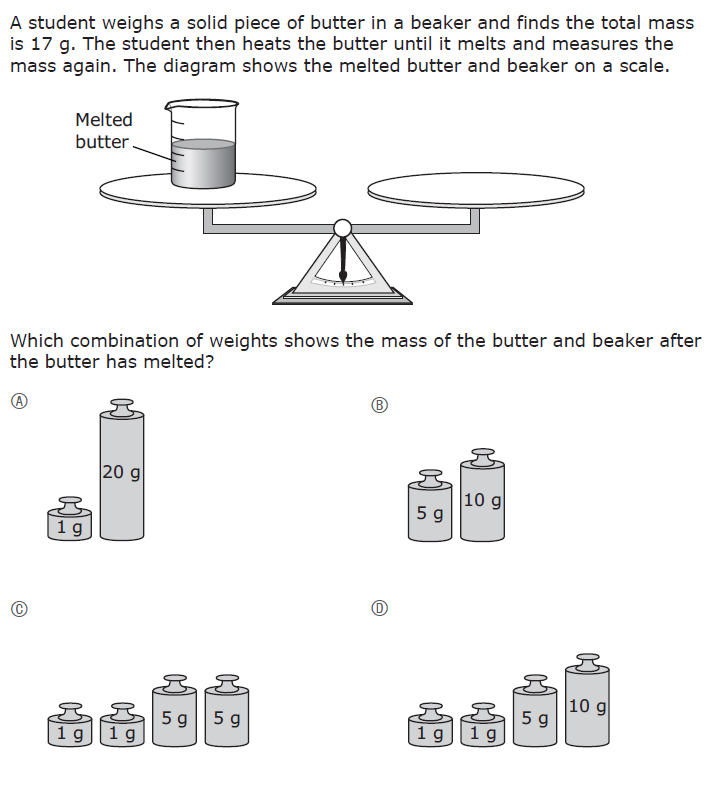 A student weighs a solid piece of butter in a beaker and finds the total mass
is 17 g. The student then heats the butter until it melts and measures the
mass again. The diagram shows the melted butter and beaker on a scale.
Melted
butter
Which combination of weights shows the mass of the butter and beaker after
the butter has melted?
Ⓐ
1 g
20 g
Ⓑ
5 g
10 g
Ⓒ
1 g
1 g
5 g
5 g
Ⓓ
1 g
1 g
5 g
10 g